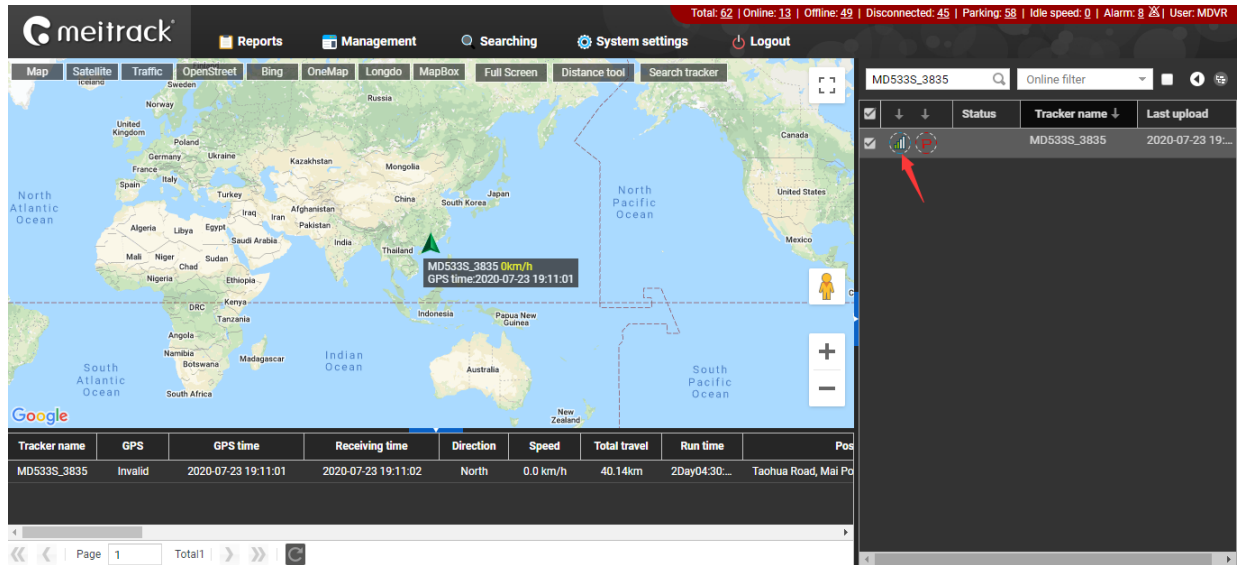 Total: 62 | Online: 13 | Offline: 49 | Disconnected: 45 | Parking: 58 | Idle speed: 0 | Alarm: 8 | User: MDVR
meitrack
Reports Management Searching System settings Logout
Map Satellite Traffic OpenStreet Bing OneMap Longdo MapBox Full Screen Distance tool Search tracker
MD533S_3835 Online filter
Status Tracker name ↓ Last upload
MD533S_3835 2020-07-23 19:...
Iceland
Sweden
Norway
Russia
United Kingdom
Poland
Germany
Ukraine
France
Kazakhstan
Mongolia
Canada
Spain
Italy
Turkey
China
South Korea
Japan
North Pacific Ocean
United States
North Atlantic Ocean
Iraq
Iran
Afghanistan
Pakistan
Algeria
Libya
Egypt
Saudi Arabia
India
Thailand
Mexico
Mali
Niger
Chad
Sudan
Nigeria
Ethiopia
MD533S_3835 0km/h
GPS time:2020-07-23 19:11:01
DRC
Kenya
Tanzania
Indonesia
Papua New Guinea
Angola
Namibia
Botswana
Madagascar
Indian Ocean
Australia
South Atlantic Ocean
South Pacific Ocean
South Africa
New Zealand
Google
Tracker name GPS GPS time Receiving time Direction Speed Total travel Run time Pos
MD533S_3835 Invalid 2020-07-23 19:11:01 2020-07-23 19:11:02 North 0.0 km/h 40.14km 2Day04:30:... Taohua Road, Mai Po
Page 1 Total1